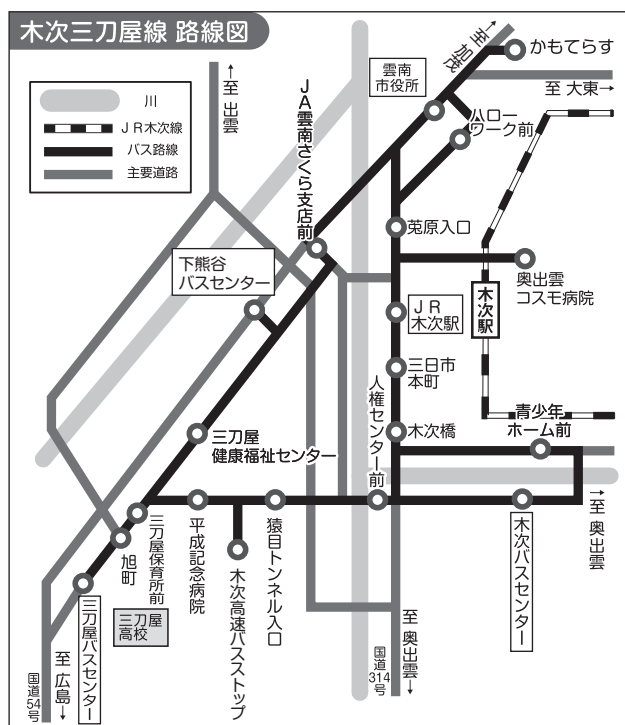 木次三刀屋線 路線図
川
JR木次線
バス路線
主要道路
至 出雲
至 加茂
かもてらす
雲南
市役所
至 大東
ハロー
ワーク前
JA雲南さくら支店前
莵原入口
下熊谷
バスセンター
奥出雲
コスモ病院
JR
木次駅
木次駅
三日市
本町
人権センター前
青少年
ホーム前
木次橋
三刀屋
健康福祉センター
至 奥出雲
三刀屋保育所前
旭町
平成記念病院
猿目トンネル入口
木次バスセンター
木次高速バスストップ
三刀屋
高校
三刀屋バスセンター
至 広島
国道54号
国道314号
至 奥出雲